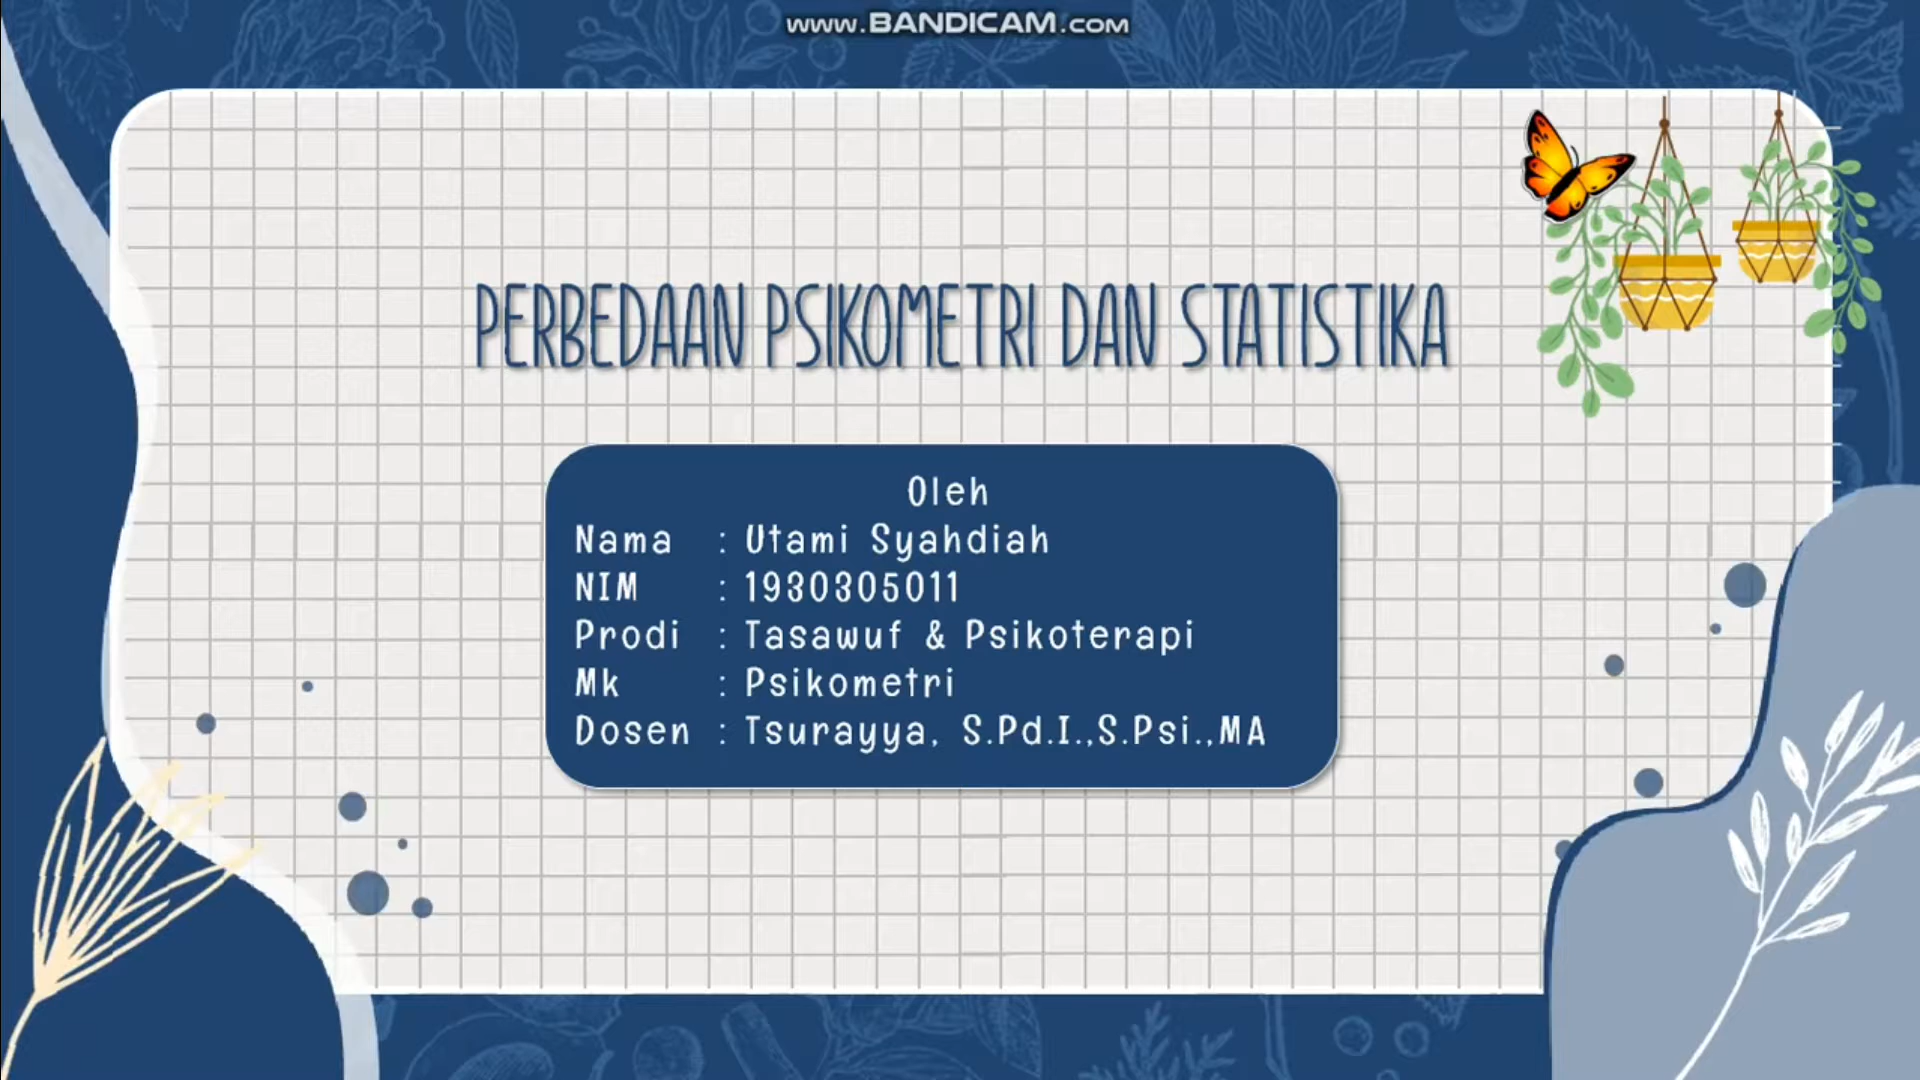 www.BANDICAM.com
PERBEDAAN PSIKOMETRI DAN STATISTIKA
Oleh
Nama : Utami Syahdiah
NIM : 1930305011
Prodi : Tasawuf & Psikoterapi
Mk : Psikometri
Dosen : Tsurayya, S.Pd.I.,S.Psi.,MA